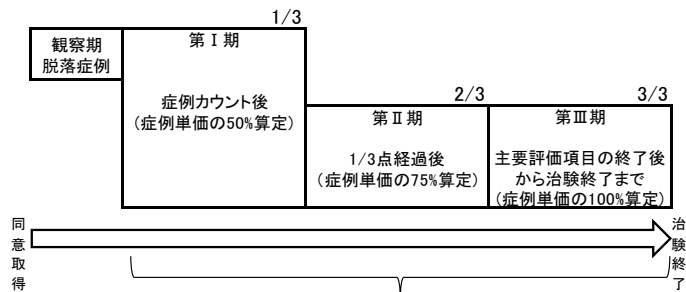 1/3
観察期
脱落症例
第Ⅰ期
症例カウント後
(症例単価の50%算定)
2/3
第Ⅱ期
1/3点経過後
(症例単価の75%算定)
3/3
第Ⅲ期
主要評価項目の終了後
から治験終了まで
(症例単価の100%算定)
同意取得
治験終了